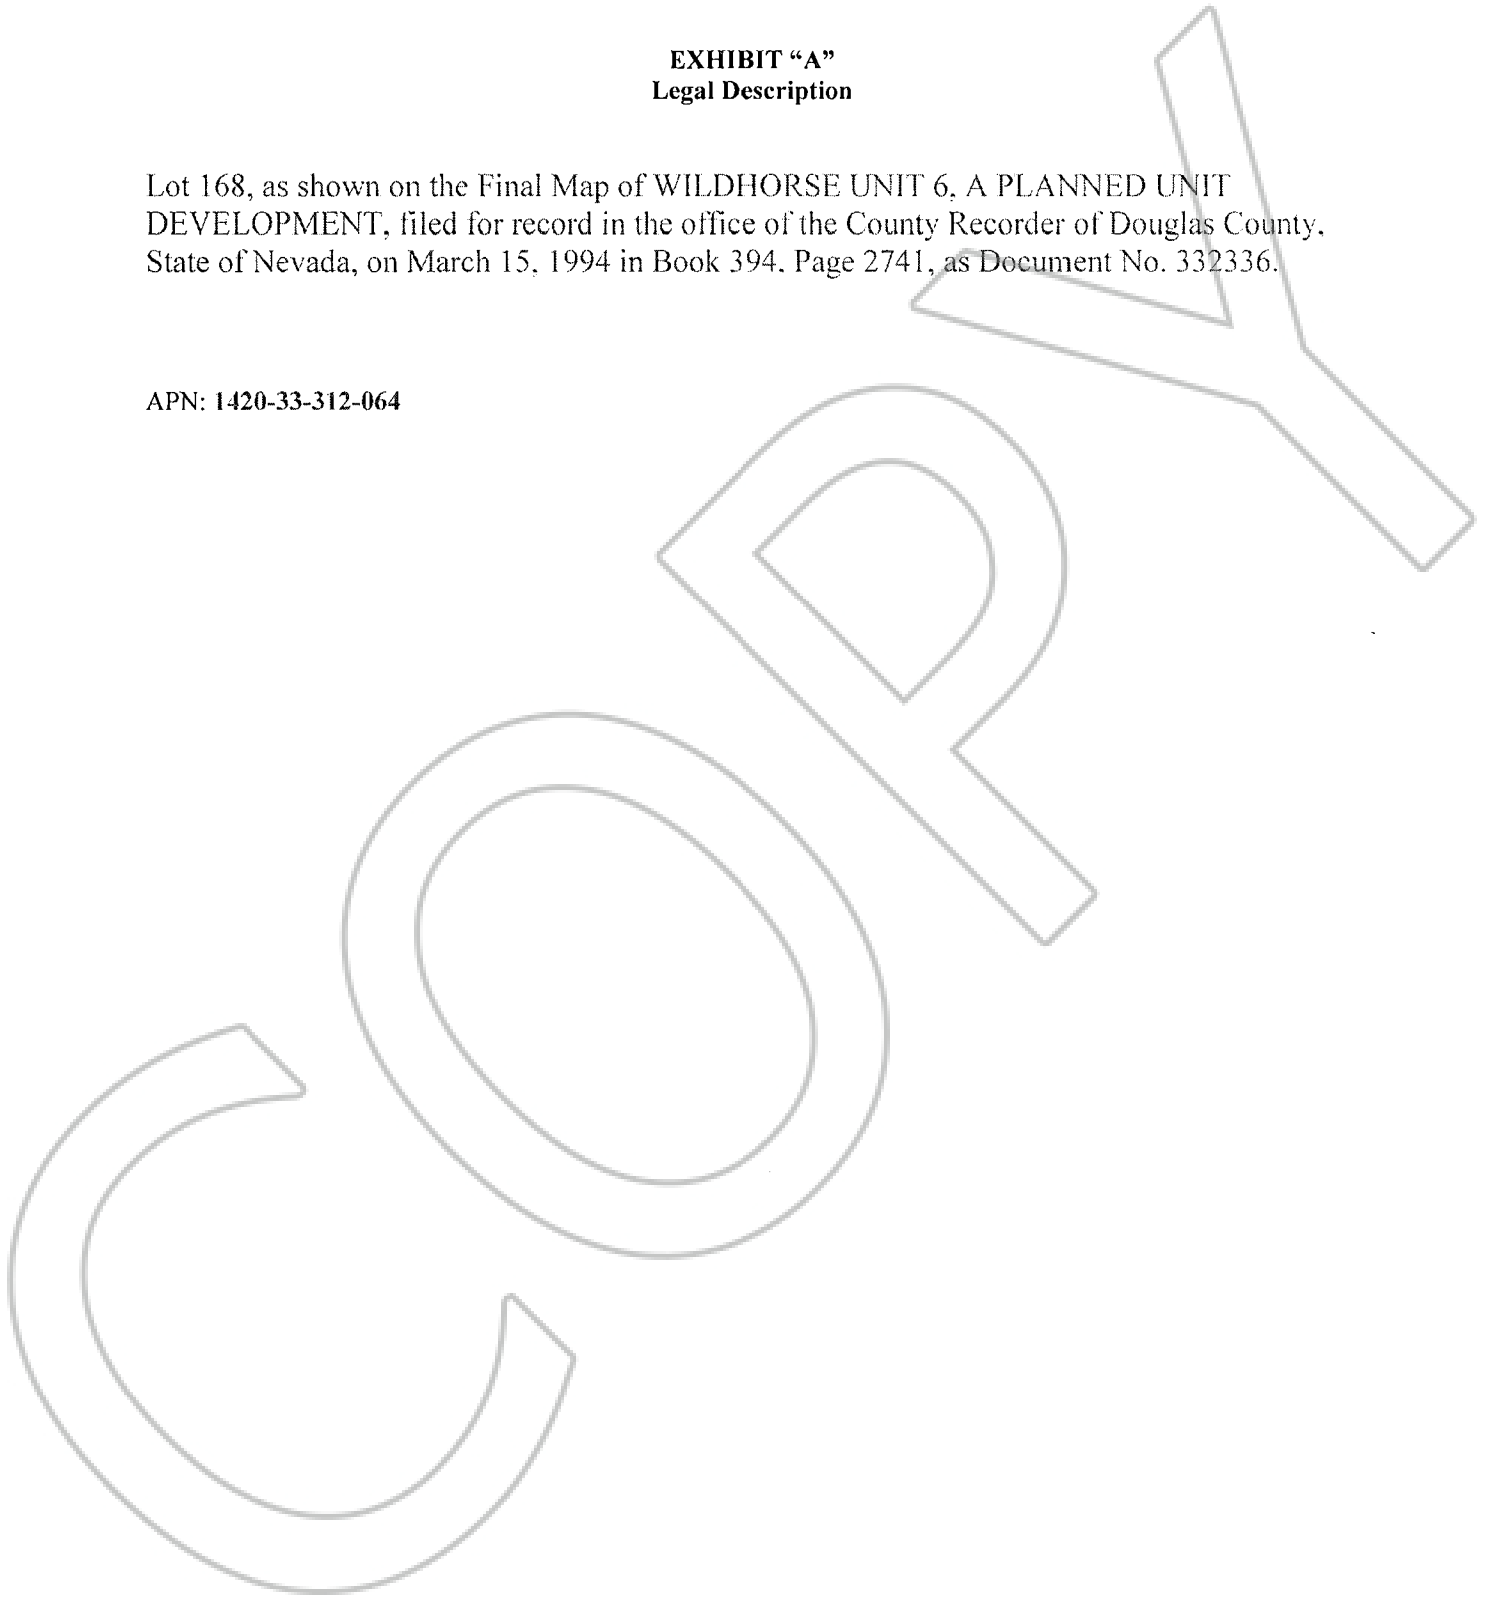 EXHIBIT “A”
Legal Description
Lot 168, as shown on the Final Map of WILDHORSE UNIT 6, A PLANNED UNIT
DEVELOPMENT, filed for record in the office of the County Recorder of Douglas County,
State of Nevada, on March 15, 1994 in Book 394, Page 2741, as Document No. 332336.
APN: 1420-33-312-064
COPY